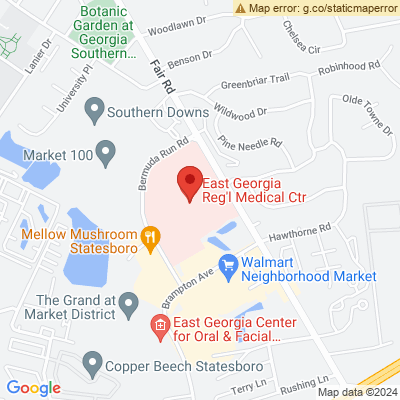 Map error: g.co/staticmaperror
Botanic
Garden at
Georgia
Southern...
Woodlawn Dr
Chelsea Cir
Lanier Dr
Benson Dr
Robinhood Rd
University Pl
Fair Rd
Greenbriar Trail
Olde Towne Dr
Wildwood Dr
Southern Downs
Pine Needle Rd
Market 100
Bermuda Run Rd
East Georgia
Reg'l Medical Ctr
Hawthorne Rd
Mellow Mushroom
Statesboro
Walmart
Neighborhood Market
Brampton Ave
The Grand at
Market District
East Georgia Center
for Oral & Facial...
Copper Beech Statesboro
Terry Ln
Rushing Ln
Google
Map data ©2024